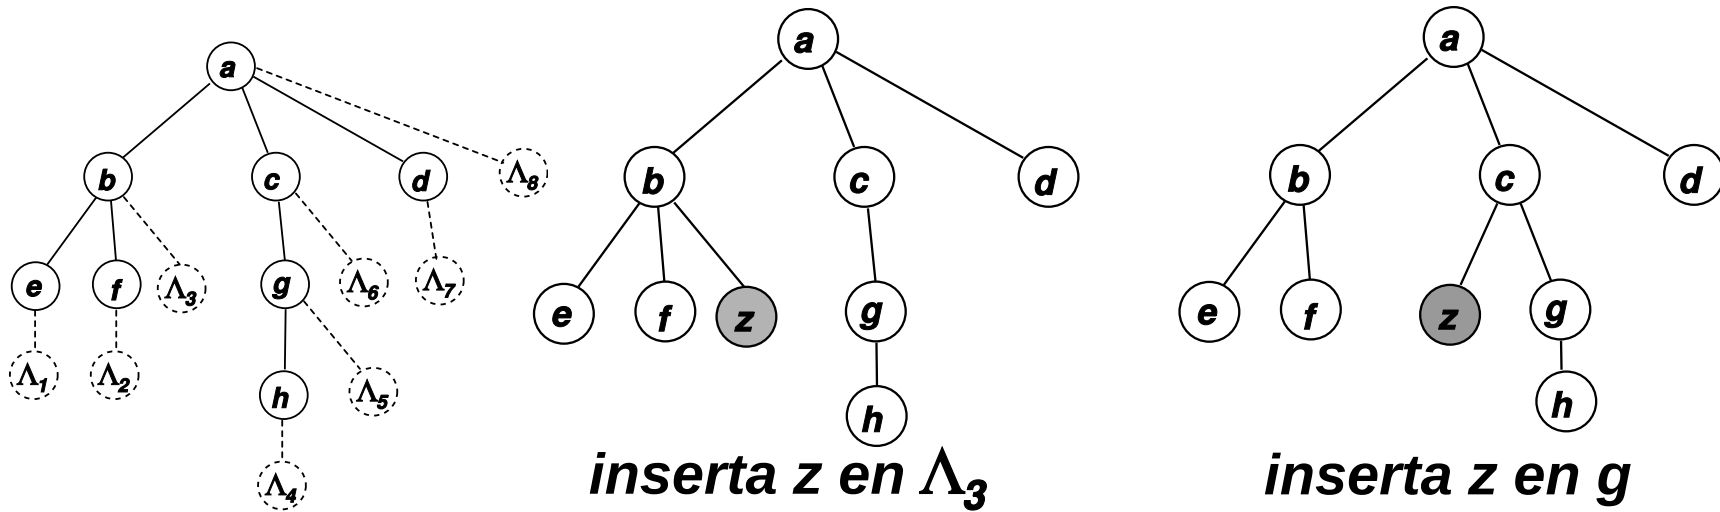 a
b c d Λ8
e f Λ3 g Λ6 Λ7
Λ1 Λ2 h Λ5
Λ4
a
b c d
e f z g
h
inserta z en Λ3
a
b c d
e f z g
h
inserta z en g